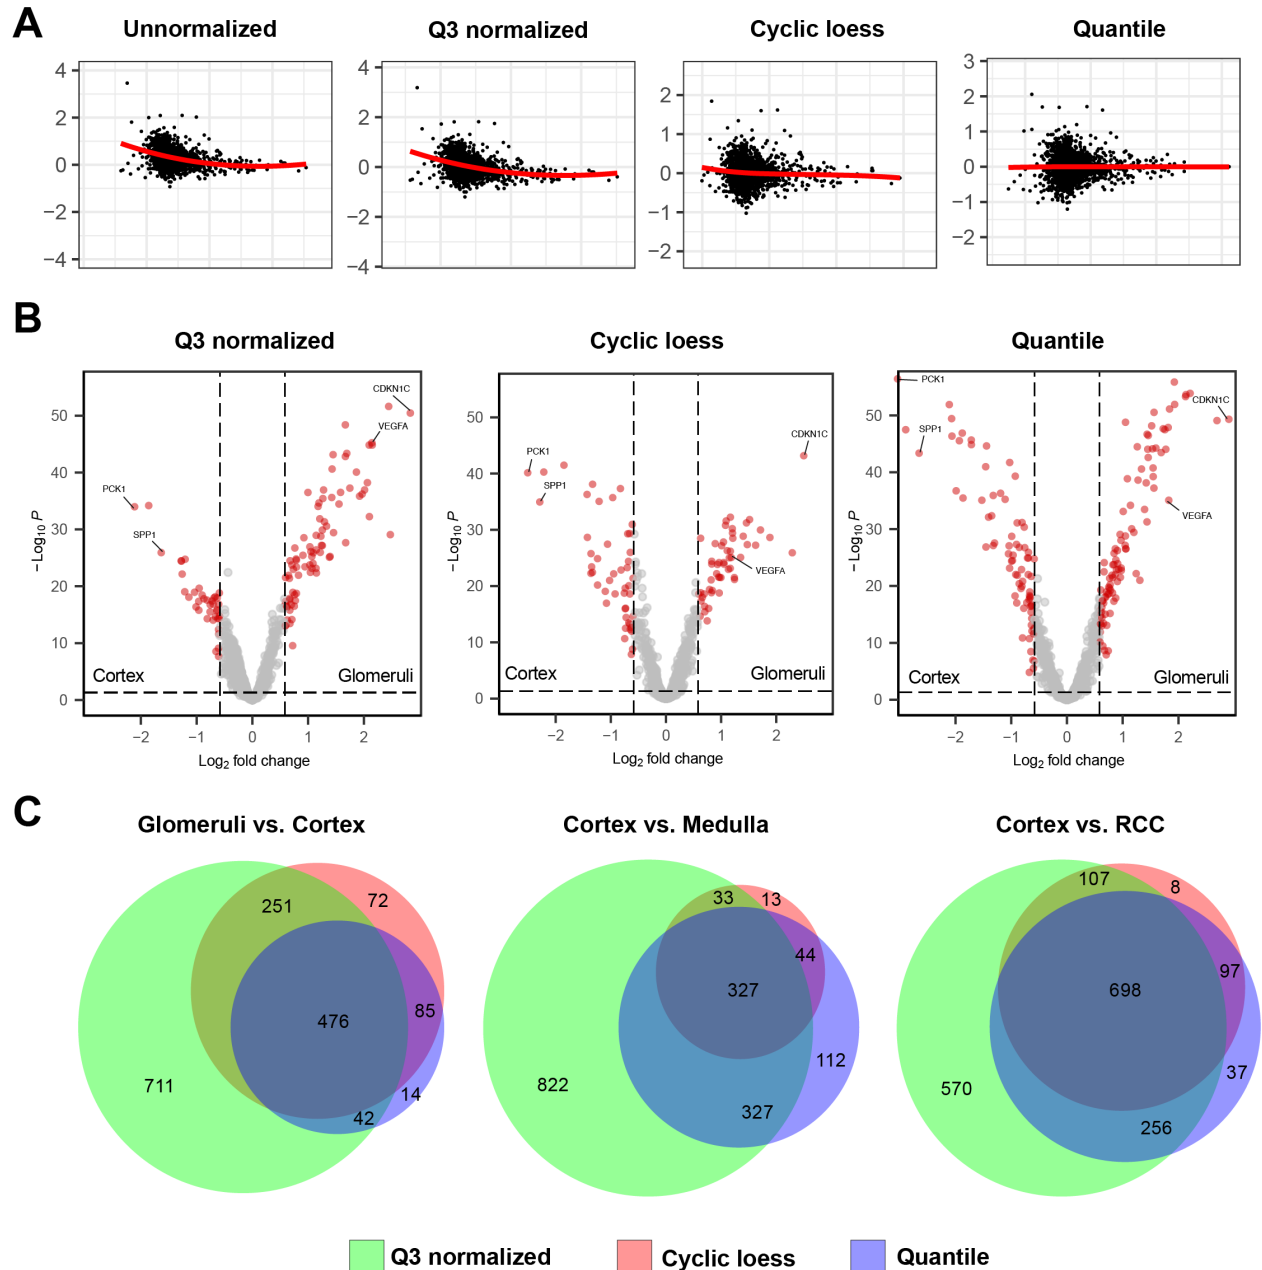 A
Unnormalized
Q3 normalized
Cyclic loess
Quantile
4
2
0
−2
−4
4
2
0
−2
−4
2
1
0
−1
−2
3
2
1
0
−1
−2
B
Q3 normalized
Cyclic loess
Quantile
−Log10 P
50
40
30
20
10
0
CDKN1C
VEGFA
PCK1
SPP1
Cortex
Glomeruli
−2
−1
0
1
2
Log2 fold change
−Log10 P
50
40
30
20
10
0
CDKN1C
PCK1
SPP1
VEGFA
Cortex
Glomeruli
−2
−1
0
1
2
Log2 fold change
−Log10 P
50
40
30
20
10
0
PCK1
CDKN1C
SPP1
VEGFA
Cortex
Glomeruli
−2
−1
0
1
2
Log2 fold change
C
Glomeruli vs. Cortex
Cortex vs. Medulla
Cortex vs. RCC
251
72
476
85
711
14
42
33
13
44
327
112
822
327
107
8
97
698
37
570
256
Q3 normalized
Cyclic loess
Quantile